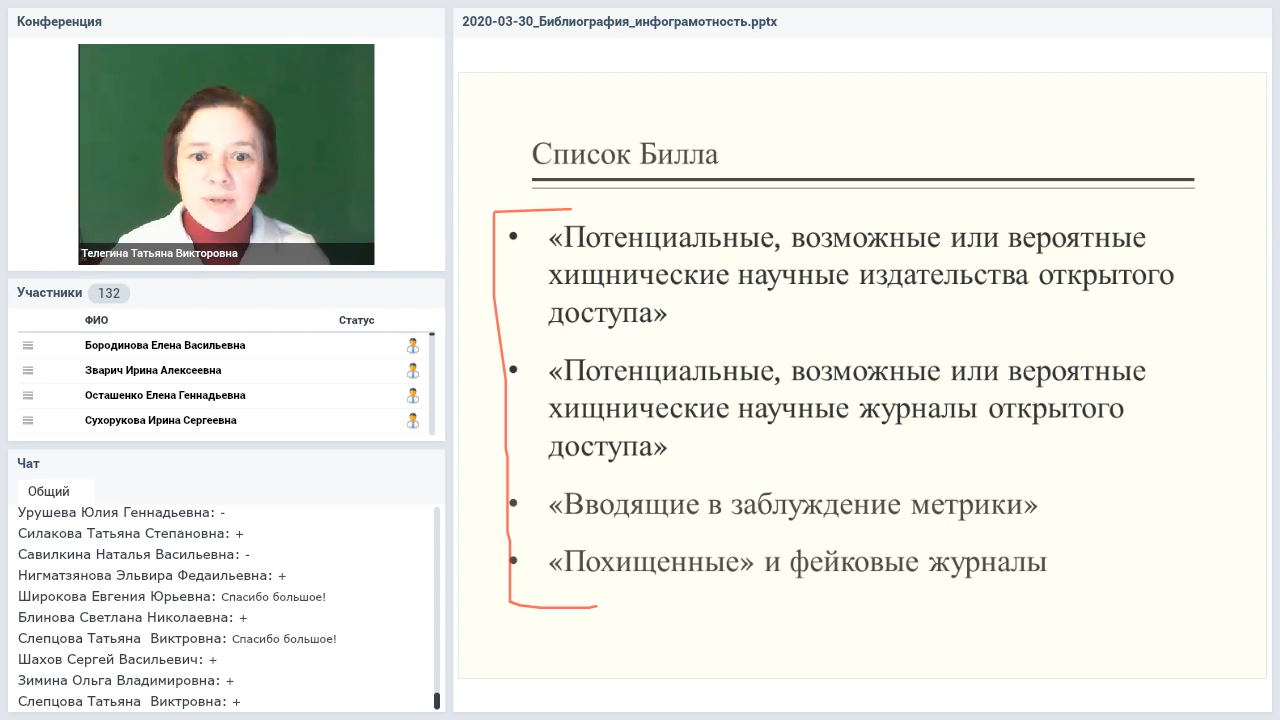 Конференция
Телегина Татьяна Викторовна
Участники 132
ФИО Статус
Бородинова Елена Васильевна
Зварич Ирина Алексеевна
Осташенко Елена Геннадьевна
Сухорукова Ирина Сергеевна
Чат
Общий
Урушева Юлия Геннадьевна: -
Силакова Татьяна Степановна: +
Савилкина Наталья Васильевна: -
Нигматзянова Эльвира Федаильевна: +
Широкова Евгения Юрьевна: Спасибо большое!
Блинова Светлана Николаевна: +
Слепцова Татьяна  Виктровна: Спасибо большое!
Шахов Сергей Васильевич: +
Зимина Ольга Владимировна: +
Слепцова Татьяна  Виктровна: +
2020-03-30_Библиография_инфограмотность.pptx
Список Билла
• «Потенциальные, возможные или вероятные
хищнические научные издательства открытого
доступа»
• «Потенциальные, возможные или вероятные
хищнические научные журналы открытого
доступа»
• «Вводящие в заблуждение метрики»
• «Похищенные» и фейковые журналы